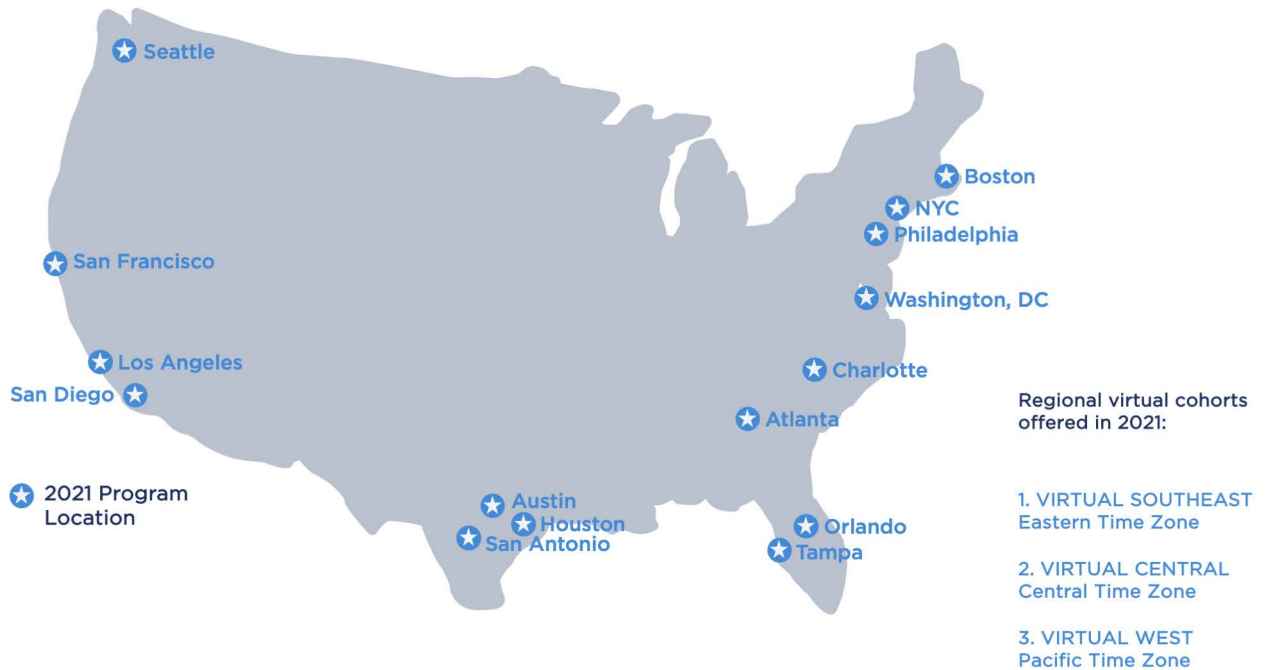 Seattle
Boston
NYC
Philadelphia
San Francisco
Washington, DC
Los Angeles
Charlotte
San Diego
Atlanta
Regional virtual cohorts
offered in 2021:
2021 Program
Location
Austin
Houston
San Antonio
Orlando
Tampa
1. VIRTUAL SOUTHEAST
Eastern Time Zone
2. VIRTUAL CENTRAL
Central Time Zone
3. VIRTUAL WEST
Pacific Time Zone